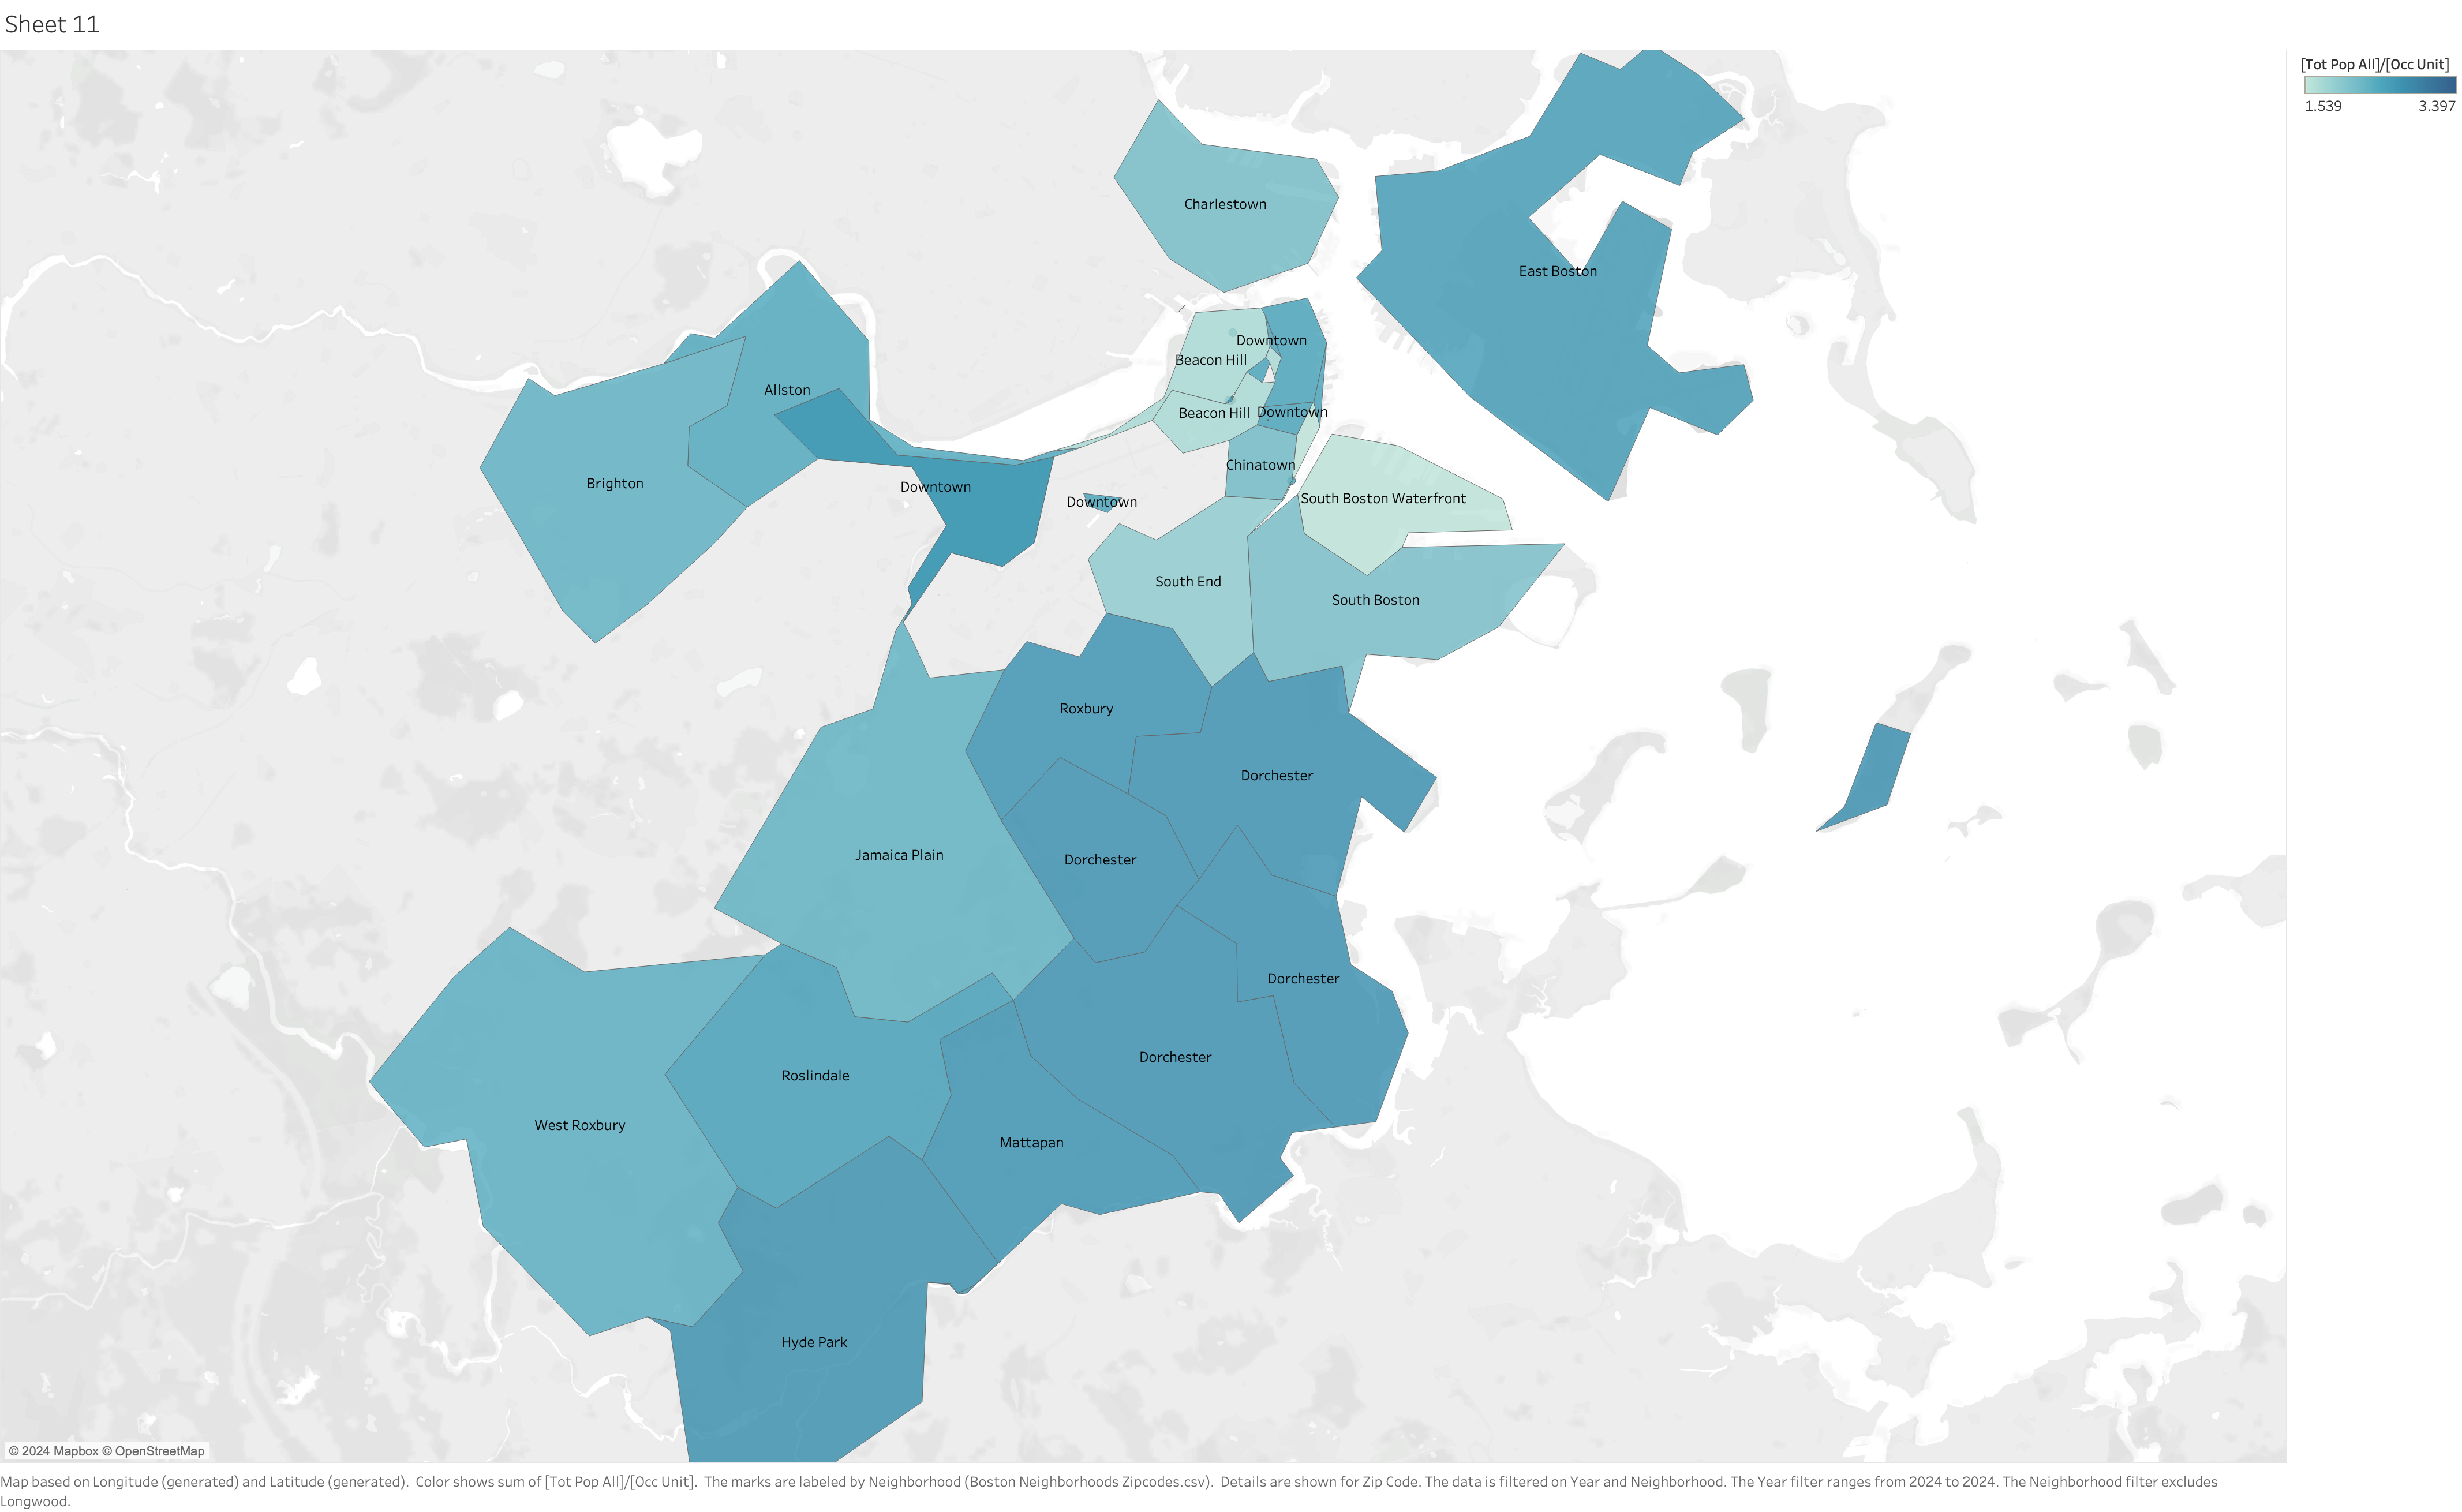 Sheet 11
[Tot Pop All]/[Occ Unit]
1.539 3.397
Charlestown
East Boston
Downtown
Beacon Hill
Allston
Beacon Hill Downtown
Chinatown
Brighton
Downtown
South Boston Waterfront
Downtown
South End
South Boston
Roxbury
Dorchester
Jamaica Plain
Dorchester
Dorchester
Dorchester
Roslindale
West Roxbury
Mattapan
Hyde Park
© 2024 Mapbox © OpenStreetMap
Map based on Longitude (generated) and Latitude (generated). Color shows sum of [Tot Pop All]/[Occ Unit]. The marks are labeled by Neighborhood (Boston Neighborhoods Zipcodes.csv). Details are shown for Zip Code. The data is filtered on Year and Neighborhood. The Year filter ranges from 2024 to 2024. The Neighborhood filter excludes
Longwood.